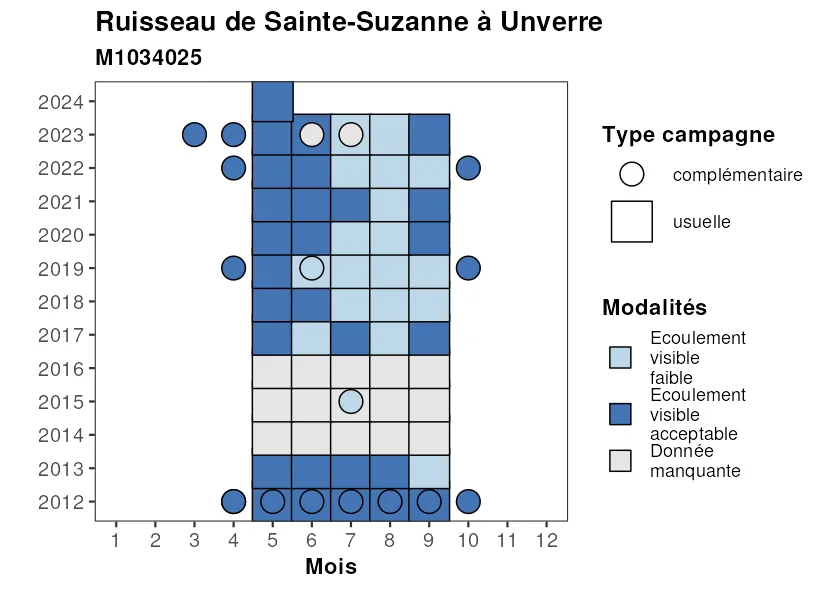 Ruisseau de Sainte-Suzanne à Unverre
M1034025
2024
2023
2022
2021
2020
2019
2018
2017
2016
2015
2014
2013
2012
1 2 3 4 5 6 7 8 9 10 11 12
Mois
Type campagne
complémentaire
usuelle
Modalités
Ecoulement
visible
faible
Ecoulement
visible
acceptable
Donnée
manquante